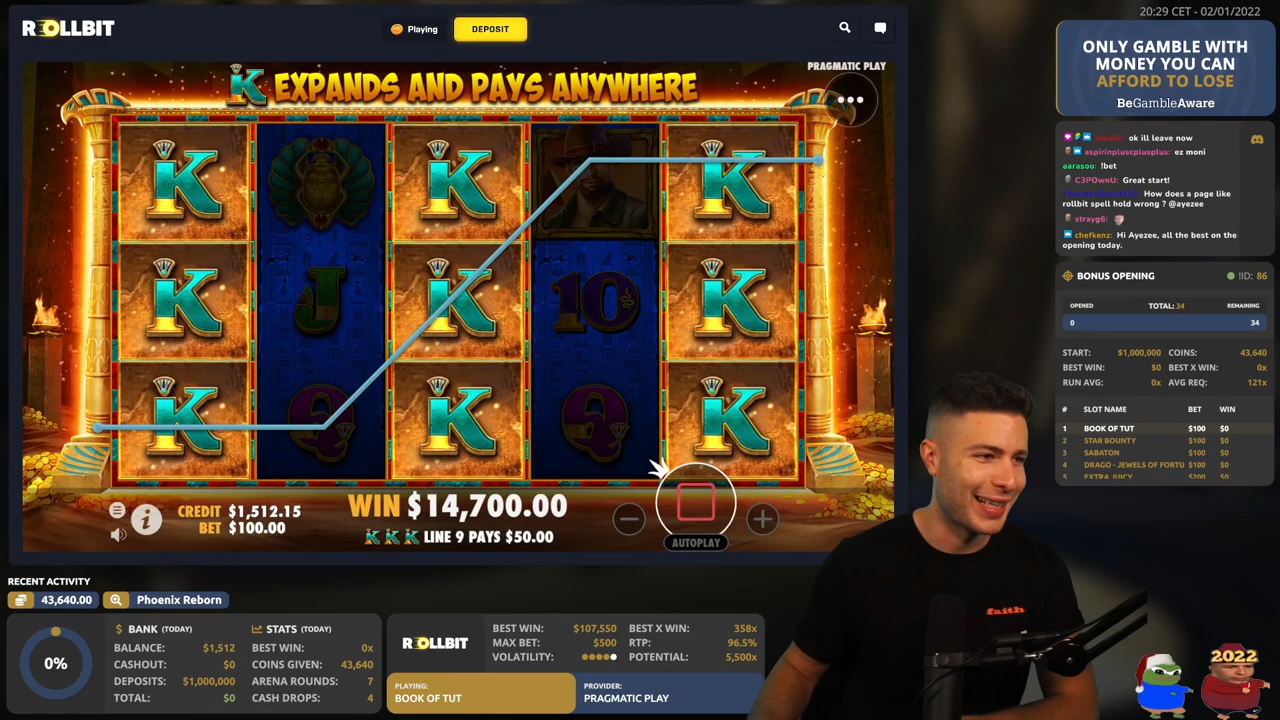 20:29 CET - 02/01/2022
ROLLBIT
Playing
DEPOSIT
PRAGMATIC PLAY
K EXPANDS AND PAYS ANYWHERE
K
K
K
J
10
K
K
K
K
K
K
Q
Q
CREDIT $1,512.15
BET $100.00
WIN $14,700.00
K K K LINE 9 PAYS $50.00
AUTOPLAY
ONLY GAMBLE WITH
MONEY YOU CAN
AFFORD TO LOSE
BeGambleAware
ok ill leave now
aspirinpluscplusplus: ez moni
aarasoo: !bet
C3POwnU: Great start!
How does a page like
rollbit spell hold wrong ? @ayezee
strayg6:
chefkenz: Hi Ayezee, all the best on the
opening today.
BONUS OPENING
!ID: 86
OPENED TOTAL: 34 REMAINING
0 34
START: $1,000,000 COINS: 43,640
BEST WIN: $0 BEST X WIN: 0x
RUN AVG: 0x AVG REQ: 121x
# SLOT NAME BET WIN
1 BOOK OF TUT $100 $0
2 STAR BOUNTY $100 $0
3 SABATON $100 $0
4 DRAGO - JEWELS OF FORTU $100 $0
5 EXTRA JUICY $200 $0
faith
2022
RECENT ACTIVITY
43,640.00 Phoenix Reborn
0%
BANK (TODAY)
BALANCE: $1,512
CASHOUT: $0
DEPOSITS: $1,000,000
TOTAL: $0
STATS (TODAY)
BEST WIN: 0x
COINS GIVEN: 43,640
ARENA ROUNDS: 7
CASH DROPS: 4
ROLLBIT
BEST WIN: $107,550
MAX BET: $500
VOLATILITY:
BEST X WIN: 358x
RTP: 96.5%
POTENTIAL: 5,500x
PLAYING:
BOOK OF TUT
PROVIDER:
PRAGMATIC PLAY